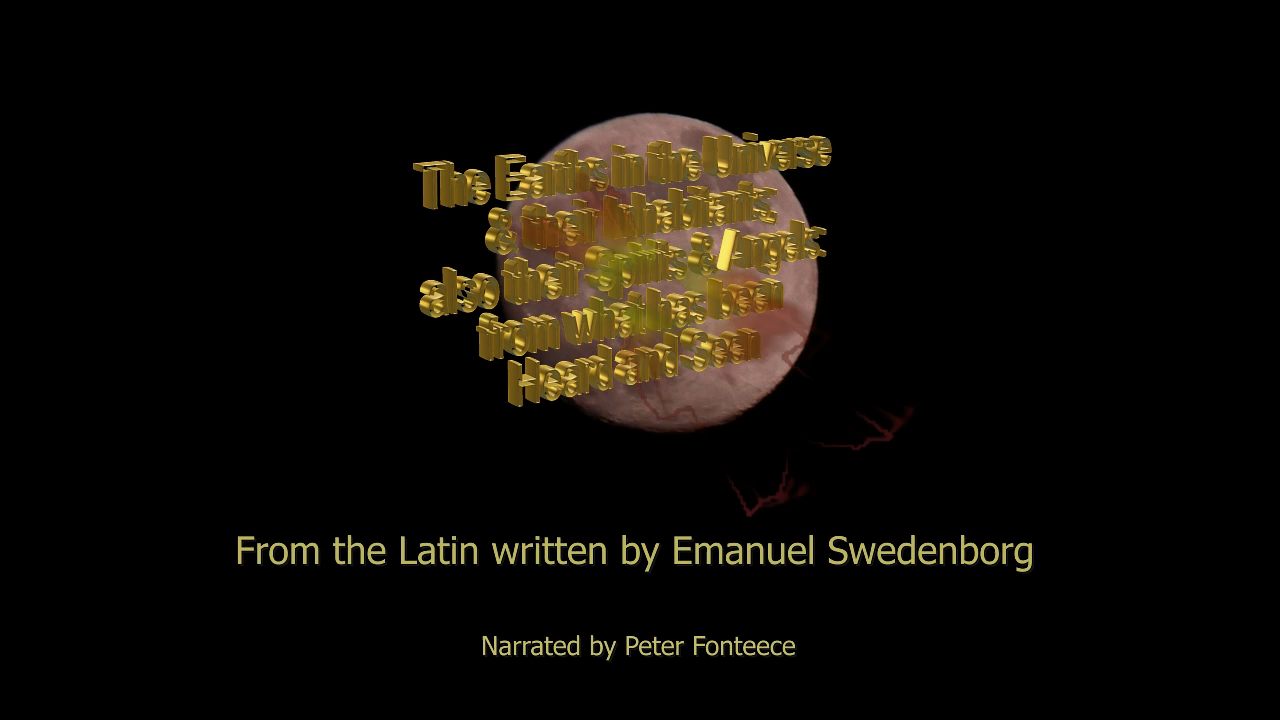 The Earths in the Universe
& their Inhabitants
also their Spirits & Angels
from what has been
Heard and Seen
From the Latin written by Emanuel Swedenborg
Narrated by Peter Fonteece